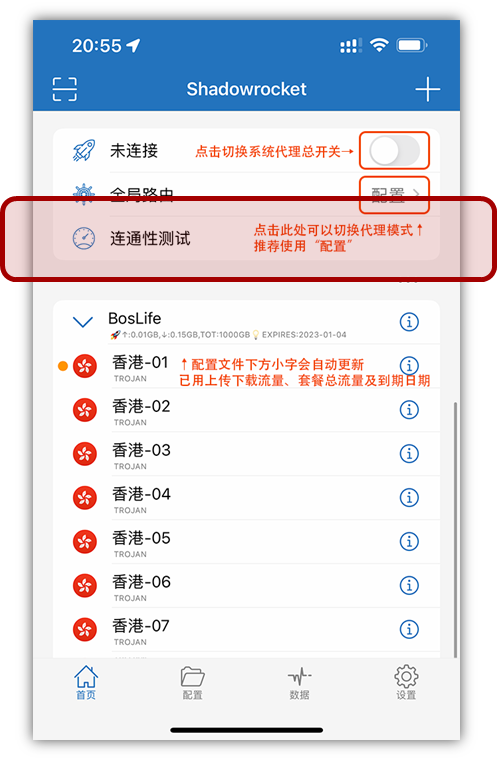 20:55
Shadowrocket
未连接
点击切换系统代理总开关→
全局路由
配置
连通性测试
点击此处可以切换代理模式↑
推荐使用“配置”
BosLife
🚀↑:0.01GB,↓:0.15GB,TOT:1000GB💡EXPIRES:2023-01-04
香港-01
TROJAN
↑配置文件下方小字会自动更新
已用上传下载流量、套餐总流量及到期日期
香港-02
TROJAN
香港-03
TROJAN
香港-04
TROJAN
香港-05
TROJAN
香港-06
TROJAN
香港-07
TROJAN
首页
配置
数据
设置